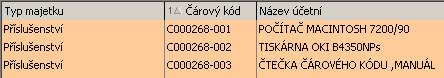 Typ majetku 1 Čárový kód Název účetní
Příslušenství C000268-001 POČÍTAČ MACINTOSH 7200/90
Příslušenství C000268-002 TISKÁRNA OKI B4350NPs
Příslušenství C000268-003 ČTEČKA ČÁROVÉHO KÓDU ,MANUÁL